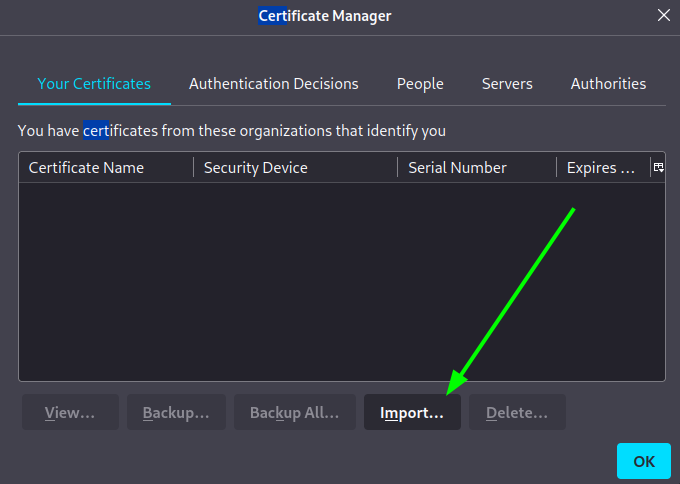 Certificate Manager
Your Certificates Authentication Decisions People Servers Authorities
You have certificates from these organizations that identify you
Certificate Name Security Device Serial Number Expires …
View… Backup… Backup All… Import… Delete…
OK